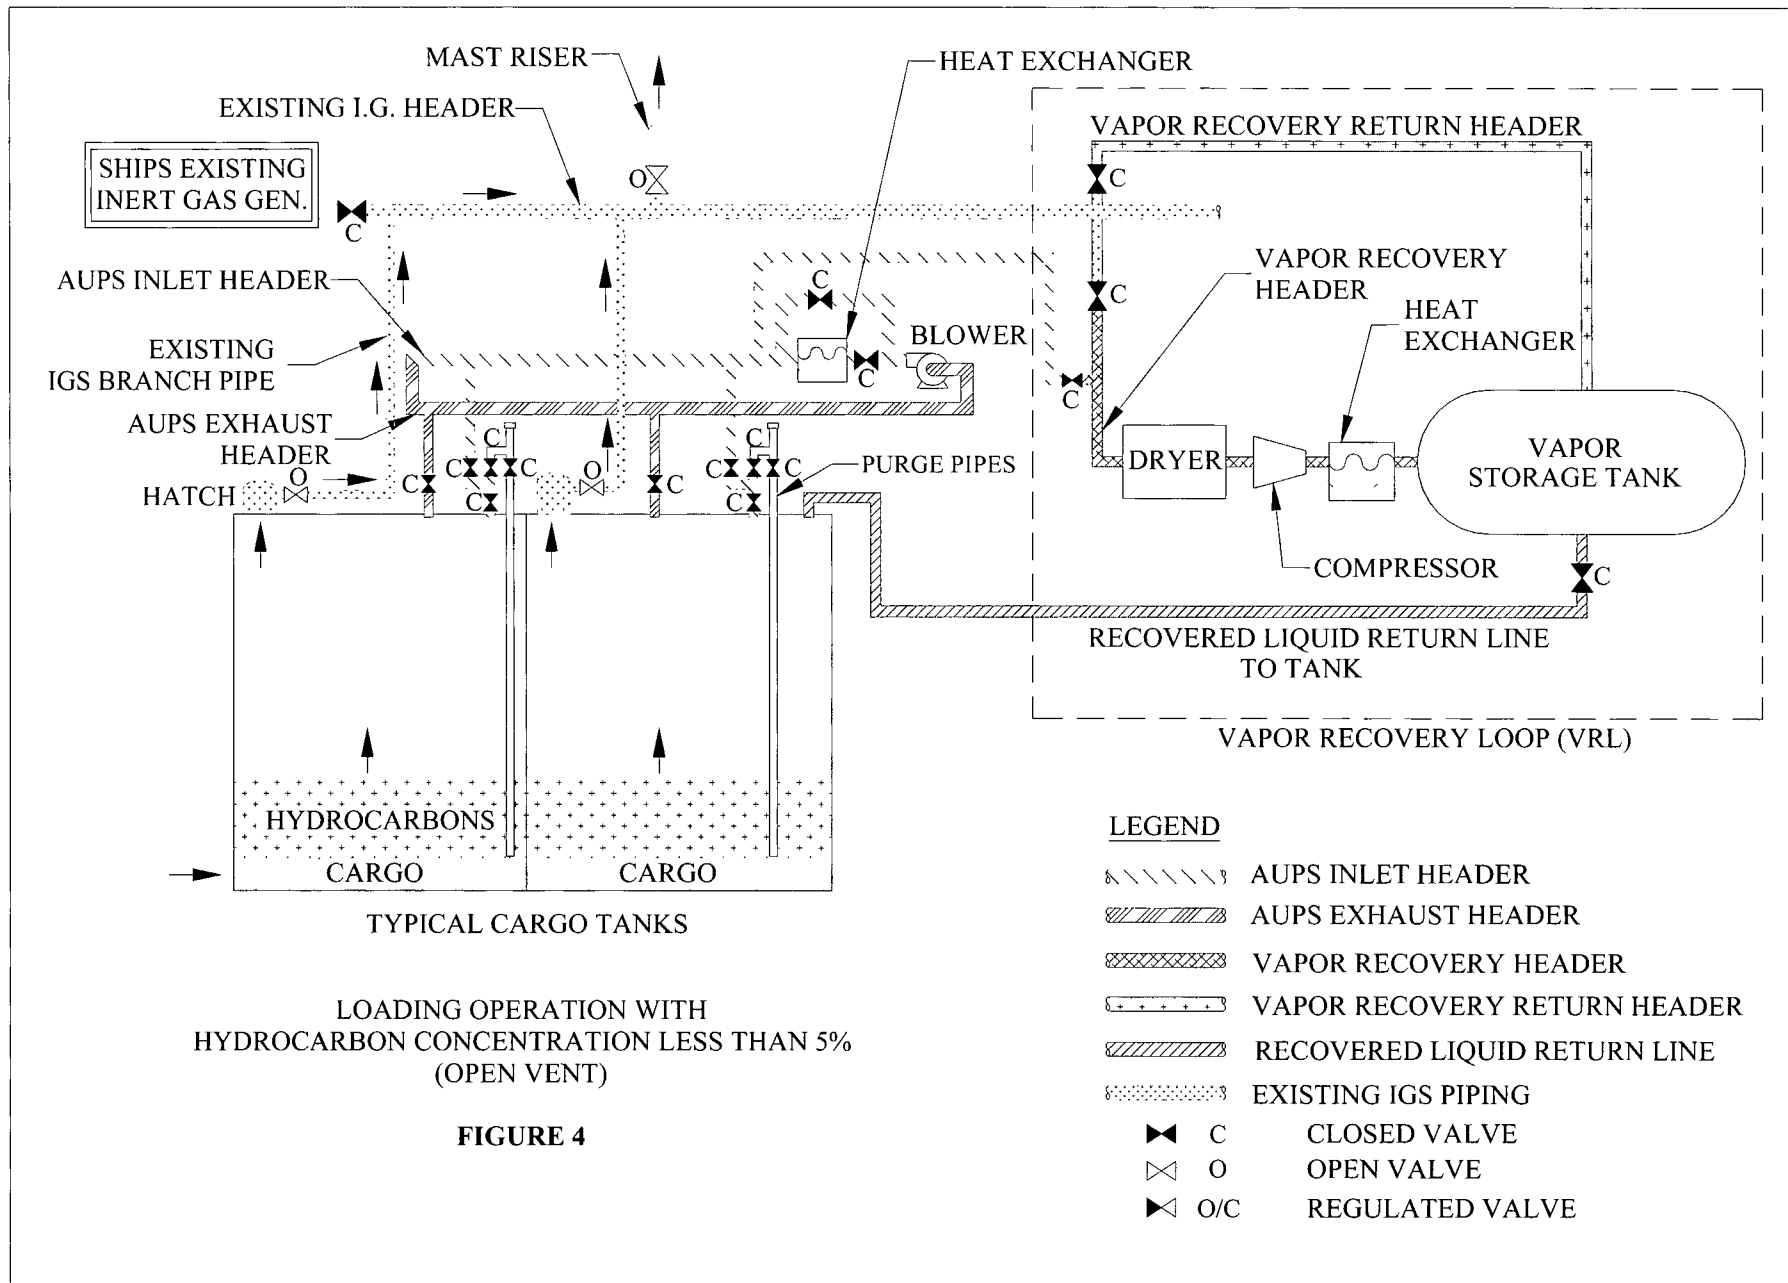 MAST RISER
HEAT EXCHANGER
EXISTING I.G. HEADER
SHIPS EXISTING
INERT GAS GEN.
VAPOR RECOVERY RETURN HEADER
O
C
C
AUPS INLET HEADER
C
C
VAPOR RECOVERY
HEADER
HEAT
EXCHANGER
BLOWER
EXISTING
IGS BRANCH PIPE
C
C
AUPS EXHAUST
HEADER
C
C
HATCH
O
C
C
C
C
O
C
C
C
C
PURGE PIPES
DRYER
VAPOR
STORAGE TANK
COMPRESSOR
C
RECOVERED LIQUID RETURN LINE
TO TANK
VAPOR RECOVERY LOOP (VRL)
HYDROCARBONS
CARGO
CARGO
TYPICAL CARGO TANKS
LOADING OPERATION WITH
HYDROCARBON CONCENTRATION LESS THAN 5%
(OPEN VENT)
FIGURE 4
LEGEND
AUPS INLET HEADER
AUPS EXHAUST HEADER
VAPOR RECOVERY HEADER
VAPOR RECOVERY RETURN HEADER
RECOVERED LIQUID RETURN LINE
EXISTING IGS PIPING
C CLOSED VALVE
O OPEN VALVE
O/C REGULATED VALVE